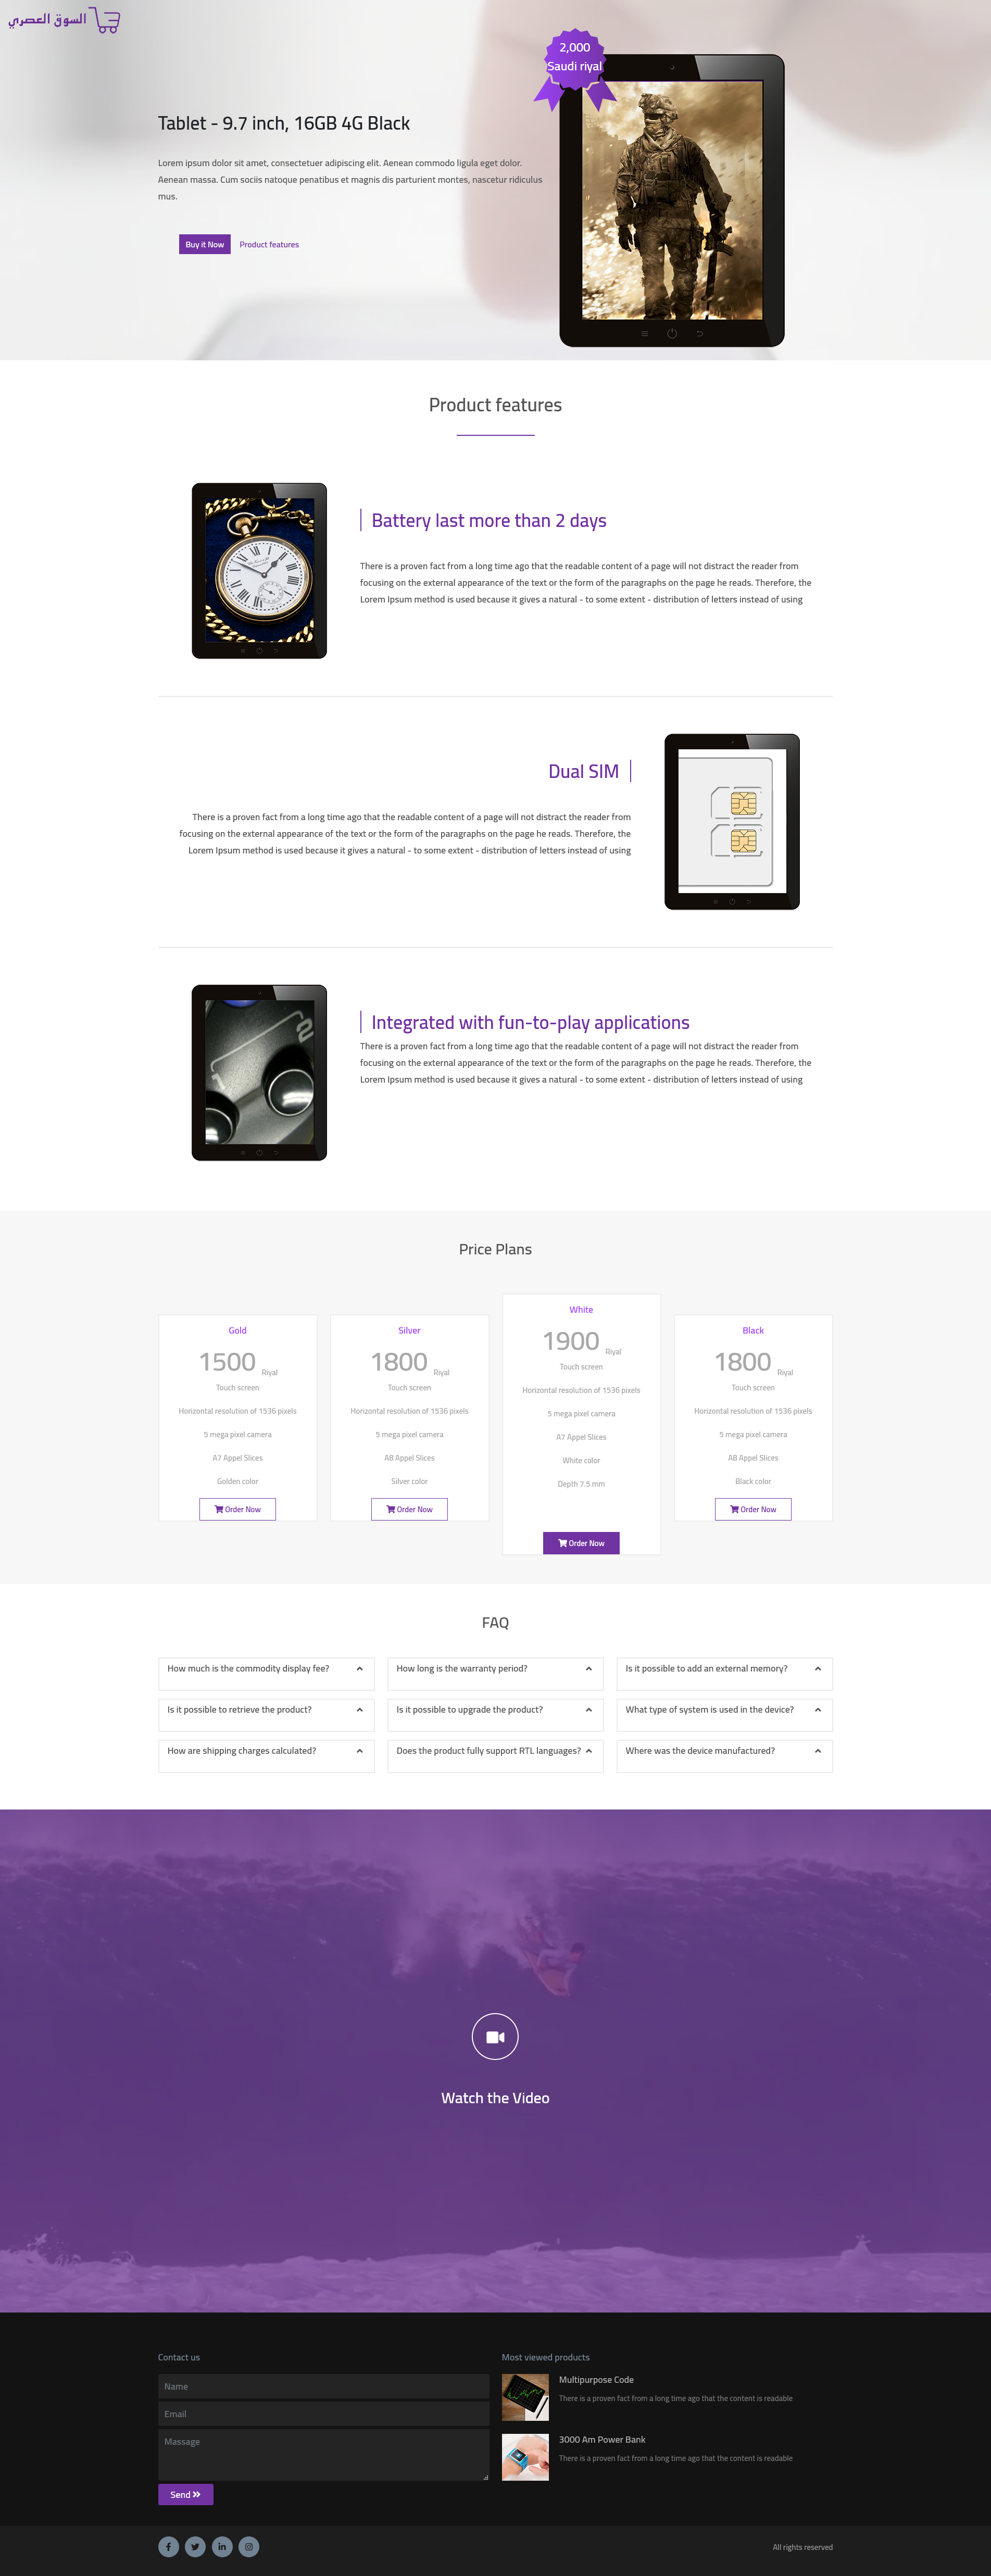 السوق العصري
2,000
Saudi riyal
Tablet - 9.7 inch, 16GB 4G Black
Lorem ipsum dolor sit amet, consectetuer adipiscing elit. Aenean commodo ligula eget dolor.
Aenean massa. Cum sociis natoque penatibus et magnis dis parturient montes, nascetur ridiculus
mus.
Buy it Now
Product features
Product features
Battery last more than 2 days
There is a proven fact from a long time ago that the readable content of a page will not distract the reader from
focusing on the external appearance of the text or the form of the paragraphs on the page he reads. Therefore, the
Lorem Ipsum method is used because it gives a natural - to some extent - distribution of letters instead of using
Dual SIM
There is a proven fact from a long time ago that the readable content of a page will not distract the reader from
focusing on the external appearance of the text or the form of the paragraphs on the page he reads. Therefore, the
Lorem Ipsum method is used because it gives a natural - to some extent - distribution of letters instead of using
Integrated with fun-to-play applications
There is a proven fact from a long time ago that the readable content of a page will not distract the reader from
focusing on the external appearance of the text or the form of the paragraphs on the page he reads. Therefore, the
Lorem Ipsum method is used because it gives a natural - to some extent - distribution of letters instead of using
2
1
Price Plans
Gold
1500 Riyal
Touch screen
Horizontal resolution of 1536 pixels
5 mega pixel camera
A7 Appel Slices
Golden color
Order Now
Silver
1800 Riyal
Touch screen
Horizontal resolution of 1536 pixels
5 mega pixel camera
A8 Appel Slices
Silver color
Order Now
White
1900 Riyal
Touch screen
Horizontal resolution of 1536 pixels
5 mega pixel camera
A7 Appel Slices
White color
Depth 7.5 mm
Order Now
Black
1800 Riyal
Touch screen
Horizontal resolution of 1536 pixels
5 mega pixel camera
A8 Appel Slices
Black color
Order Now
FAQ
How much is the commodity display fee?
How long is the warranty period?
Is it possible to add an external memory?
Is it possible to retrieve the product?
Is it possible to upgrade the product?
What type of system is used in the device?
How are shipping charges calculated?
Does the product fully support RTL languages?
Where was the device manufactured?
Watch the Video
Contact us
Name
Email
Massage
Send
Most viewed products
Multipurpose Code
There is a proven fact from a long time ago that the content is readable
3000 Am Power Bank
There is a proven fact from a long time ago that the content is readable
All rights reserved